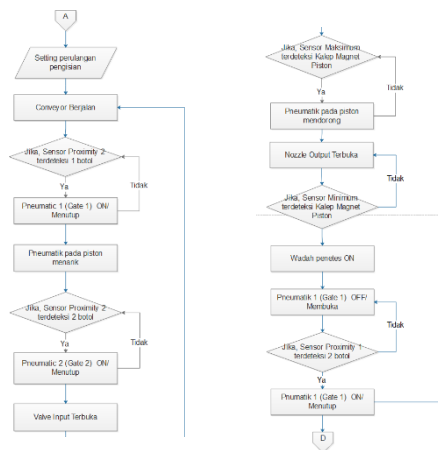 A
Setting perulangan
pengisian
Conveyor Berjalan
Jika, Sensor Proximity 2
terdeteksi 1 botol
Ya
Tidak
Pneumatic 1 (Gate 1) ON/
Menutup
Pneumatik pada piston
menarik
Jika, Sensor Proximity 2
terdeteksi 2 botol
Ya
Tidak
Pneumatic 2 (Gate 2) ON/
Menutup
Valve Input Terbuka
Jika, Sensor Maksimum
terdeteksi Kalep Magnet
Piston
Ya
Tidak
Pneumatik pada piston
mendorong
Nozzle Output Terbuka
Tidak
Jika, Sensor Minimum
terdeteksi Kalep Magnet
Piston
Wadah penetes ON
Pneumatik 1 (Gate 1) OFF/
Membuka
Tidak
Jika, Sensor Proximity 1
terdeteksi 2 botol
Ya
Pneumatik 1 (Gate 1) ON/
Menutup
D